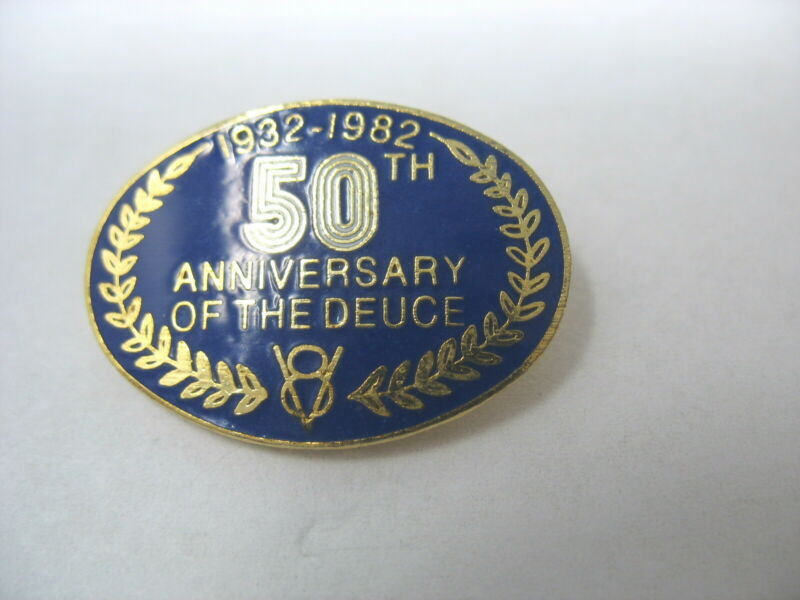 1932-1982
50TH
ANNIVERSARY
OF THE DEUCE
V8